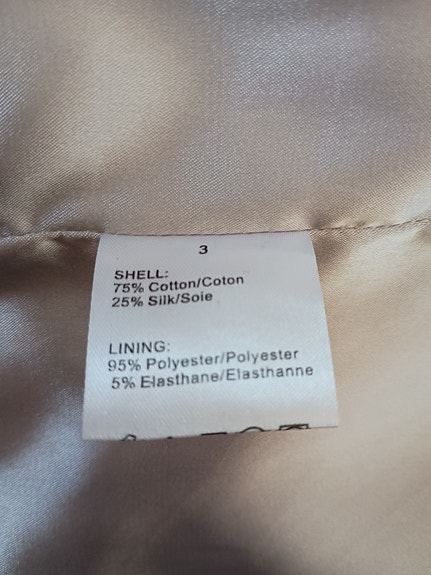 3
SHELL:
75% Cotton/Coton
25% Silk/Soie
LINING:
95% Polyester/Polyester
5% Elasthane/Elasthanne